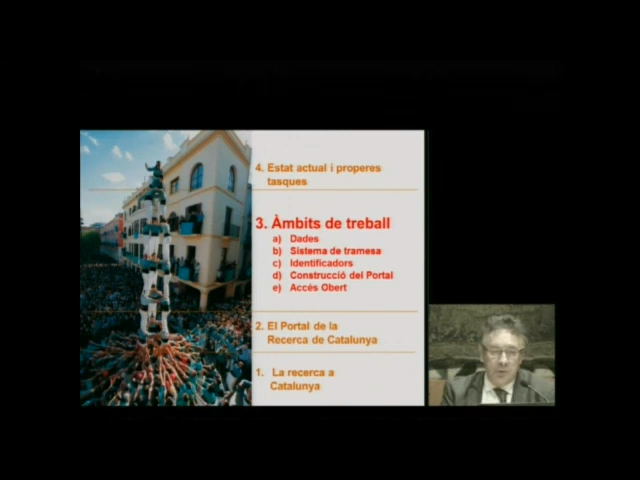 4. Estat actual i properes
tasques
3. Àmbits de treball
a) Dades
b) Sistema de tramesa
c) Identificadors
d) Construcció del Portal
e) Accés Obert
2. El Portal de la
Recerca de Catalunya
1. La recerca a
Catalunya